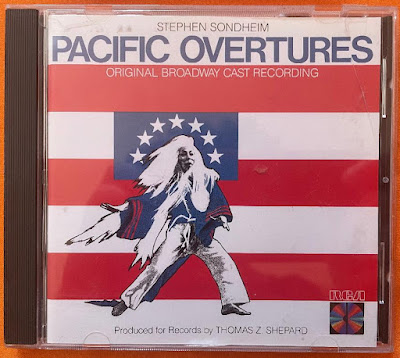 STEPHEN SONDHEIM
PACIFIC OVERTURES
ORIGINAL BROADWAY CAST RECORDING
RCA
Produced for Records by THOMAS Z. SHEPARD